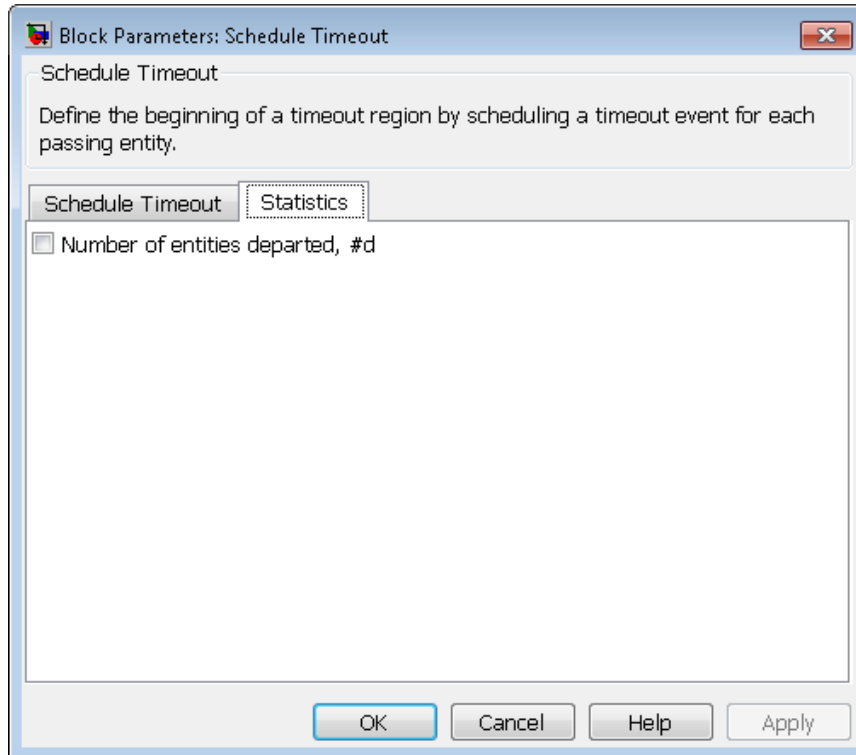 Block Parameters: Schedule Timeout
Schedule Timeout
Define the beginning of a timeout region by scheduling a timeout event for each
passing entity.
Schedule Timeout Statistics
Number of entities departed, #d
OK Cancel Help Apply